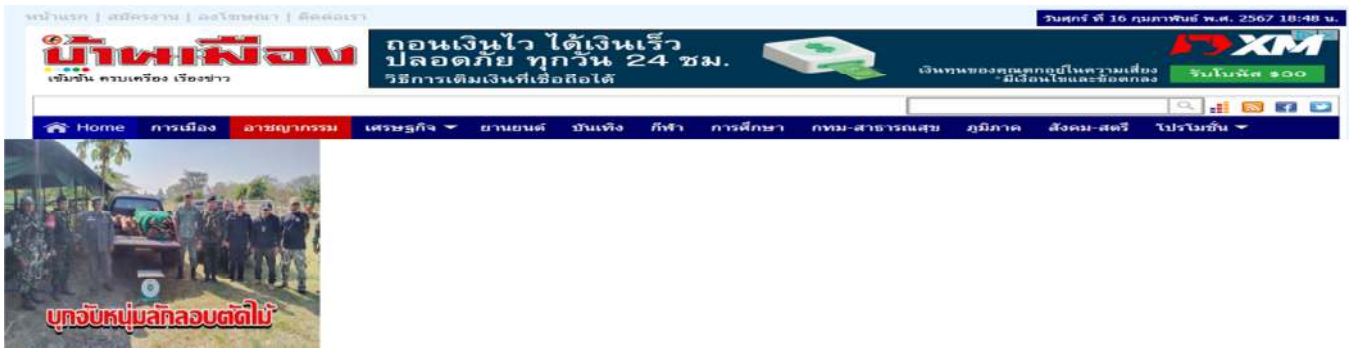 หน้าแรก | สมัครงาน | ลงโฆษณา | ติดต่อเรา
วันศุกร์ ที่ 16 กุมภาพันธ์ พ.ศ. 2567 18:48 น.
บ้านเมือง
เข้มข้น ครบเครื่อง เรื่องข่าว
ถอนเงินไว ได้เงินเร็ว
ปลอดภัย ทุกวัน 24 ชม.
วิธีการเติมเงินที่เชื่อถือได้
เงินทุนของคุณตกอยู่ในความเสี่ยง
*มีเงื่อนไขและข้อตกลง
XM
รับโบนัส $30
Home การเมือง อาชญากรรม เศรษฐกิจ ยานยนต์ บันเทิง กีฬา การศึกษา กทม-สาธารณสุข ภูมิภาค สังคม-สตรี โปรโมชั่น
บุกจับหนุ่มลักลอบตัดไม้